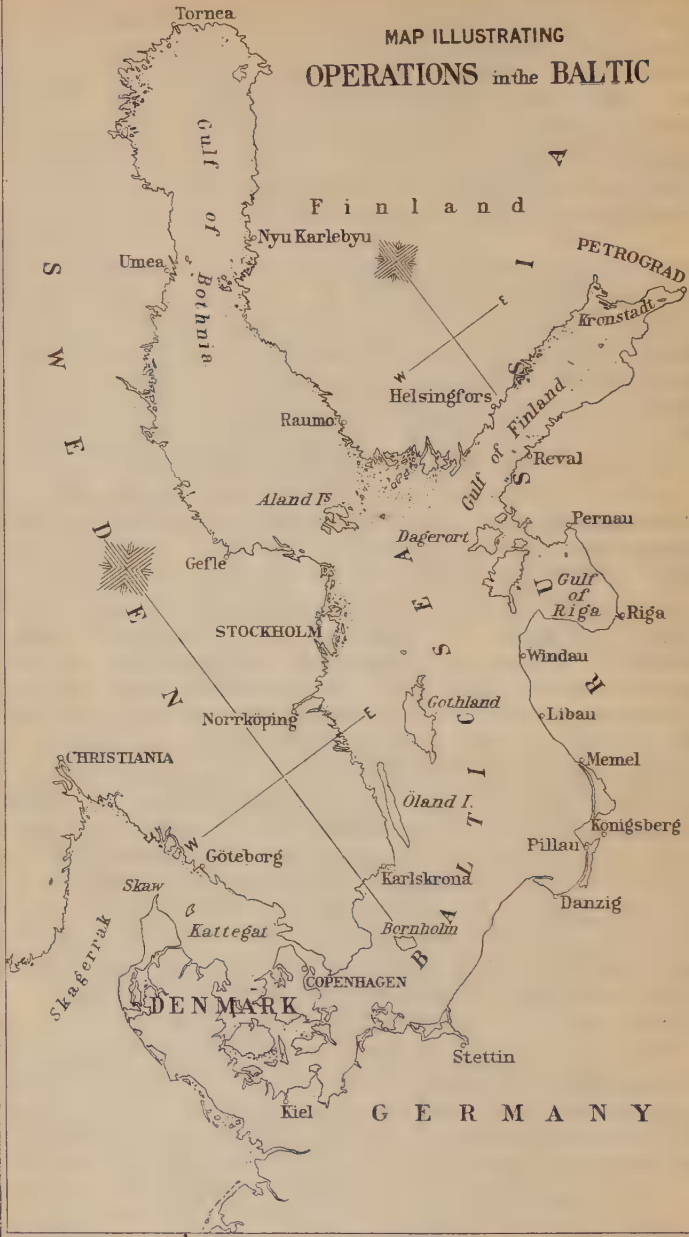 MAP ILLUSTRATING
OPERATIONS in the BALTIC
Tornea
Gulf of Bothnia
Finland
Nyu Karlebyu
Umea
SWEDEN
RUSSIA
PETROGRAD
Kronstadt
E
W
Helsingfors
Gulf of Finland
Raumo
Reval
Aland Is
Dagerort
Pernau
Gefle
Gulf
of
Riga
Riga
STOCKHOLM
BALTIC SEA
Windau
Gothland
Norrköping
E
Libau
CHRISTIANIA
Memel
Öland I.
W
Göteborg
Königsberg
Pillau
Karlskrona
Skaw
Danzig
Kattegat
Bornholm
Skagerrak
COPENHAGEN
DENMARK
Stettin
Kiel
GERMANY